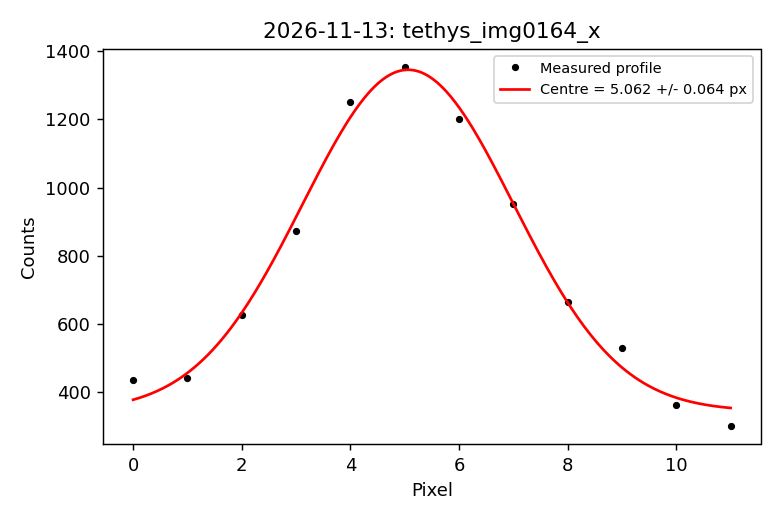 2026-11-13: tethys_img0164_x
Measured profile
Centre = 5.062 +/- 0.064 px
1400
1200
1000
800
600
400
Counts
0 2 4 6 8 10
Pixel